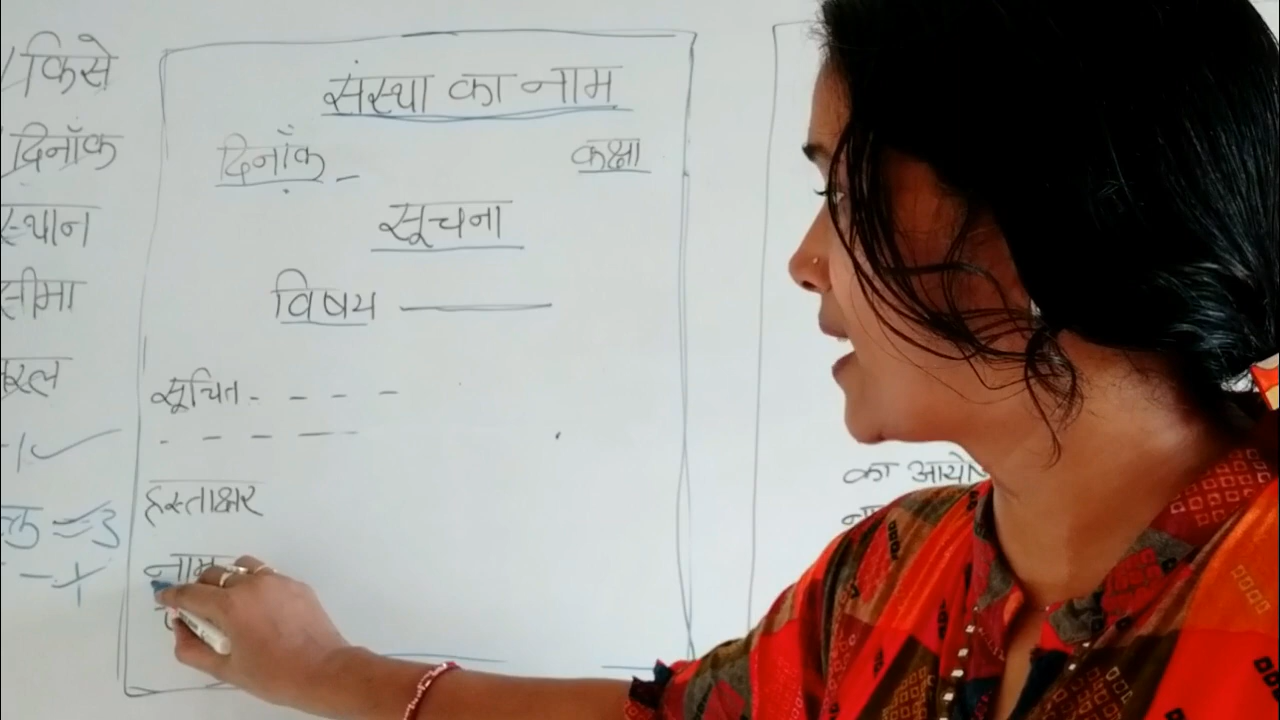 किसे
दिनाँक
स्थान
सीमा
संस्था का नाम
दिनाँक -
कक्षा
सूचना
विषय
सूचित - - - -
- - - - -
हस्ताक्षर
नाम
का आयो